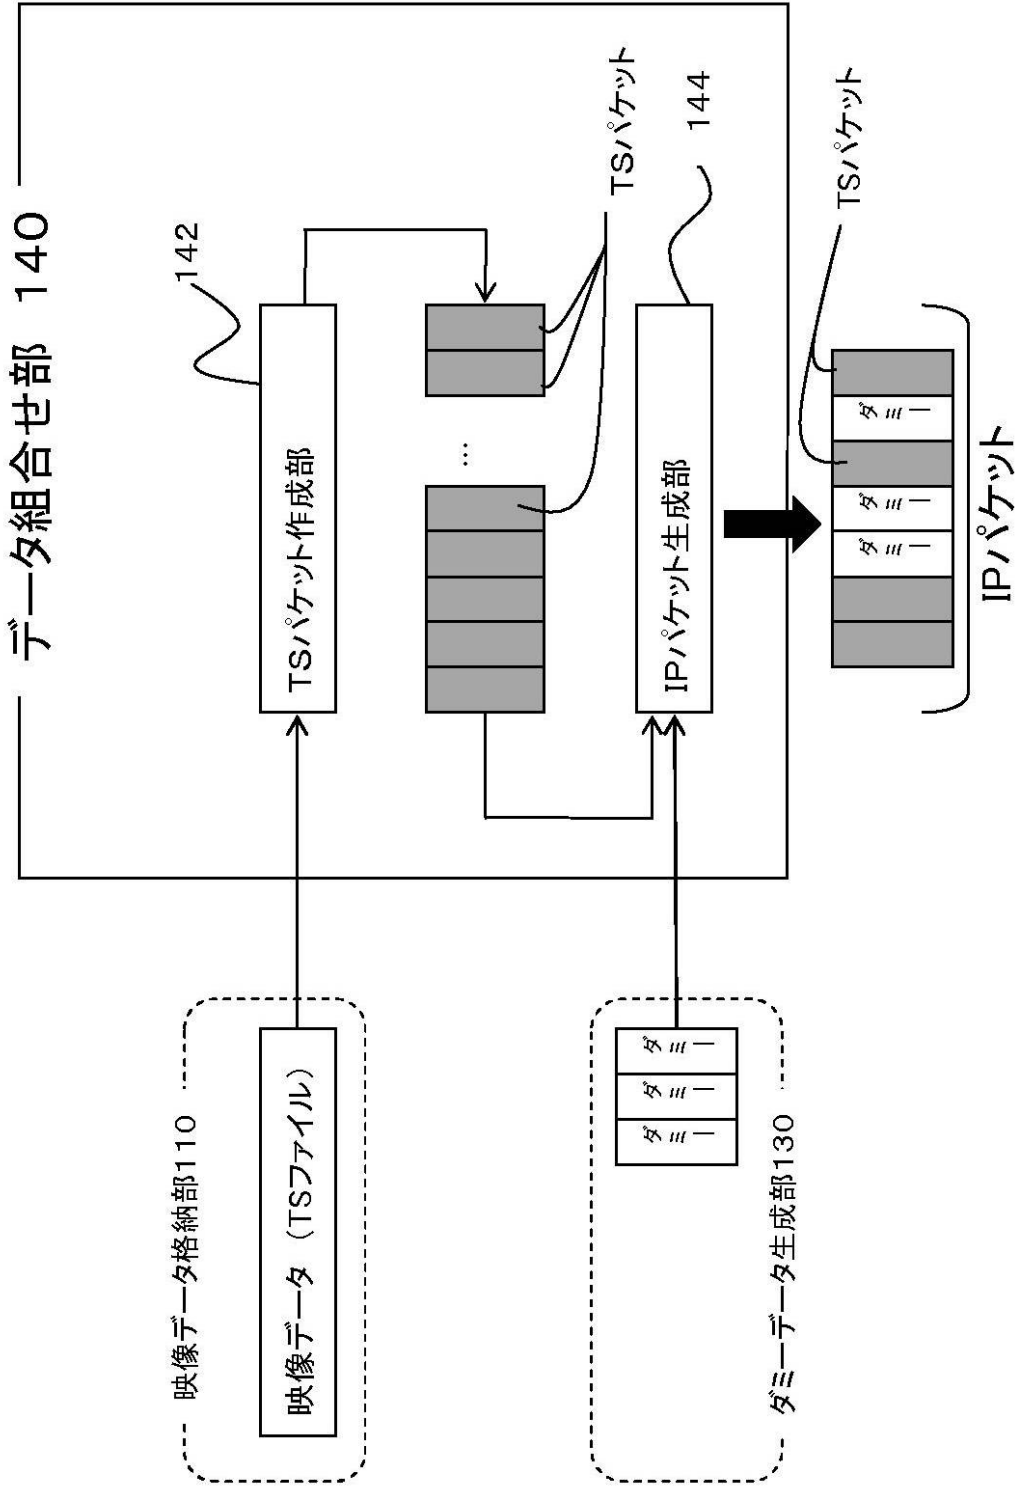 データ組合せ部 140
映像データ格納部110
映像データ（TSファイル）
TSパケット作成部
142
…
TSパケット
ダミーデータ生成部130
ダミー
ダミー
ダミー
IPパケット生成部
144
ダミー
ダミー
ダミー
TSパケット
IPパケット